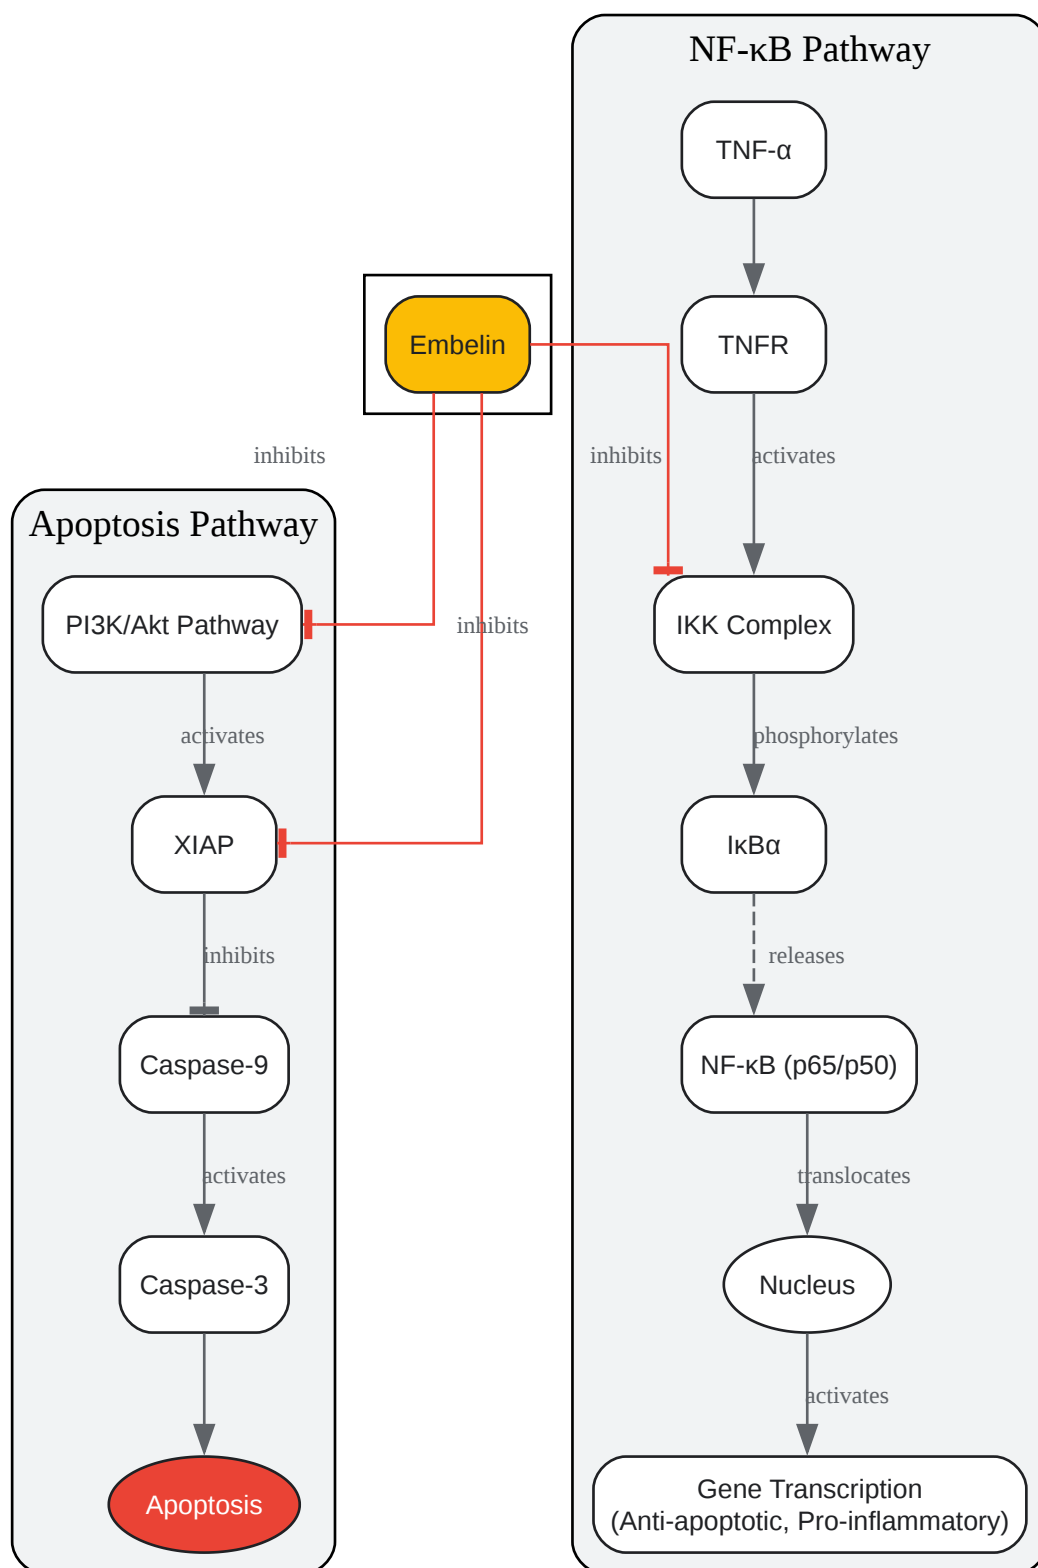 NF-κB Pathway
TNF-α
Embelin
TNFR
inhibits
inhibits
activates
Apoptosis Pathway
PI3K/Akt Pathway
inhibits
IKK Complex
activates
phosphorylates
XIAP
IκBα
inhibits
releases
Caspase-9
NF-κB (p65/p50)
activates
translocates
Caspase-3
Nucleus
activates
Apoptosis
Gene Transcription
(Anti-apoptotic, Pro-inflammatory)